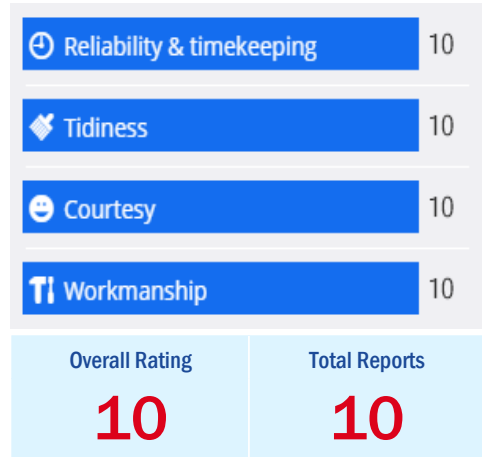 Reliability & timekeeping 10
Tidiness 10
Courtesy 10
Workmanship 10
Overall Rating Total Reports
10 10